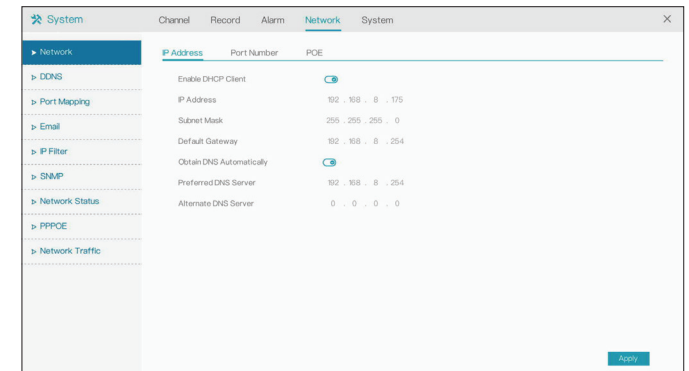 System
Channel Record Alarm Network System
Network
IP Address Port Number POE
DDNS
Port Mapping
Email
IP Filter
SNMP
Network Status
PPPOE
Network Traffic
Enable DHCP Client
IP Address 192 . 168 . 8 . 175
Subnet Mask 255 . 255 . 255 . 0
Default Gateway 192 . 168 . 8 . 254
Obtain DNS Automatically
Preferred DNS Server 192 . 168 . 8 . 254
Alternate DNS Server 0 . 0 . 0 . 0
Apply